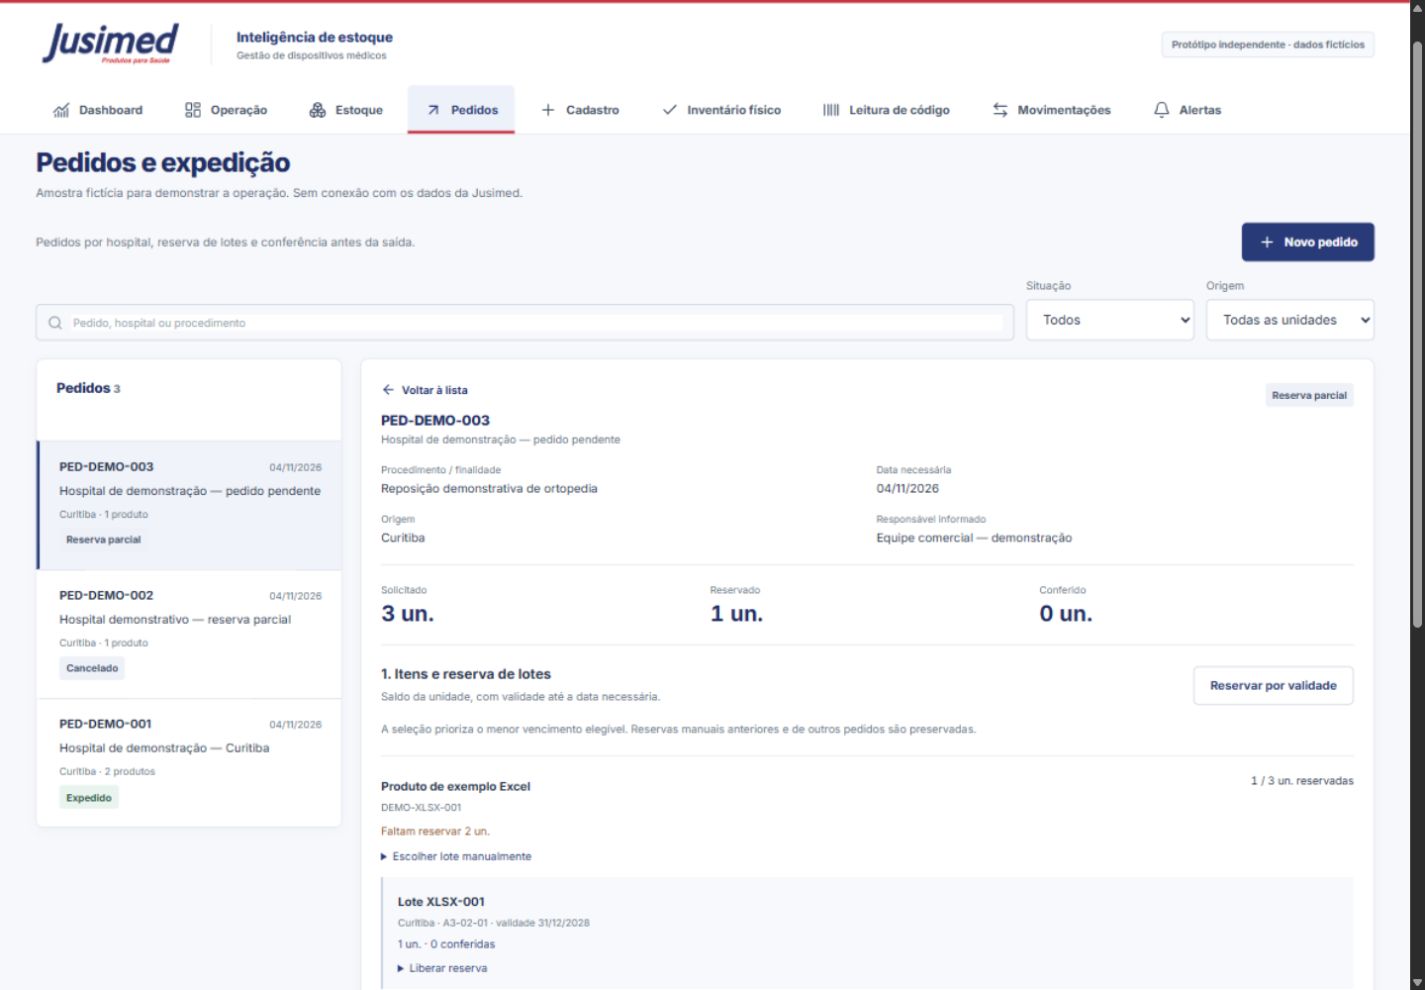 Jusimed
Produtos para Saúde
Inteligência de estoque
Gestão de dispositivos médicos
Protótipo independente · dados fictícios
Dashboard
Operação
Estoque
Pedidos
Cadastro
Inventário físico
Leitura de código
Movimentações
Alertas
Pedidos e expedição
Amostra fictícia para demonstrar a operação. Sem conexão com os dados da Jusimed.
Pedidos por hospital, reserva de lotes e conferência antes da saída.
+ Novo pedido
Situação
Origem
Pedido, hospital ou procedimento
Todos
Todas as unidades
Pedidos 3
PED-DEMO-003 04/11/2026
Hospital de demonstração — pedido pendente
Curitiba · 1 produto
Reserva parcial
PED-DEMO-002 04/11/2026
Hospital demonstrativo — reserva parcial
Curitiba · 1 produto
Cancelado
PED-DEMO-001 04/11/2026
Hospital de demonstração — Curitiba
Curitiba · 2 produtos
Expedido
← Voltar à lista
Reserva parcial
PED-DEMO-003
Hospital de demonstração — pedido pendente
Procedimento / finalidade
Reposição demonstrativa de ortopedia
Data necessária
04/11/2026
Origem
Curitiba
Responsável informado
Equipe comercial — demonstração
Solicitado
3 un.
Reservado
1 un.
Conferido
0 un.
1. Itens e reserva de lotes
Saldo da unidade, com validade até a data necessária.
Reservar por validade
A seleção prioriza o menor vencimento elegível. Reservas manuais anteriores e de outros pedidos são preservadas.
Produto de exemplo Excel
1 / 3 un. reservadas
DEMO-XLSX-001
Faltam reservar 2 un.
Escolher lote manualmente
Lote XLSX-001
Curitiba · A3-02-01 · validade 31/12/2028
1 un. · 0 conferidas
Liberar reserva